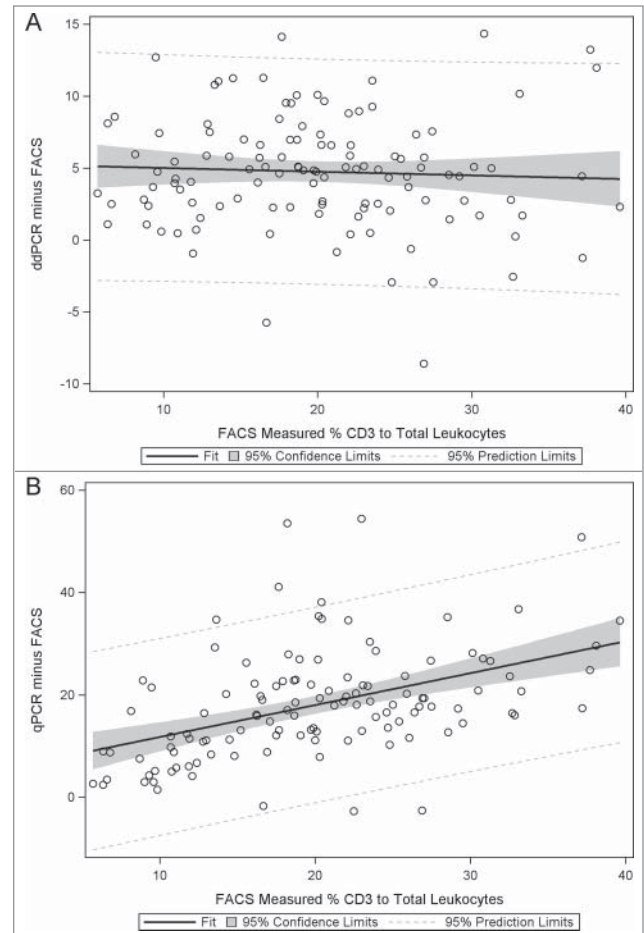 A
15
10
5
0
-5
-10
ddPCR minus FACS
10 20 30 40
FACS Measured % CD3 to Total Leukocytes
Fit 95% Confidence Limits 95% Prediction Limits
B
60
40
20
0
qPCR minus FACS
10 20 30 40
FACS Measured % CD3 to Total Leukocytes
Fit 95% Confidence Limits 95% Prediction Limits